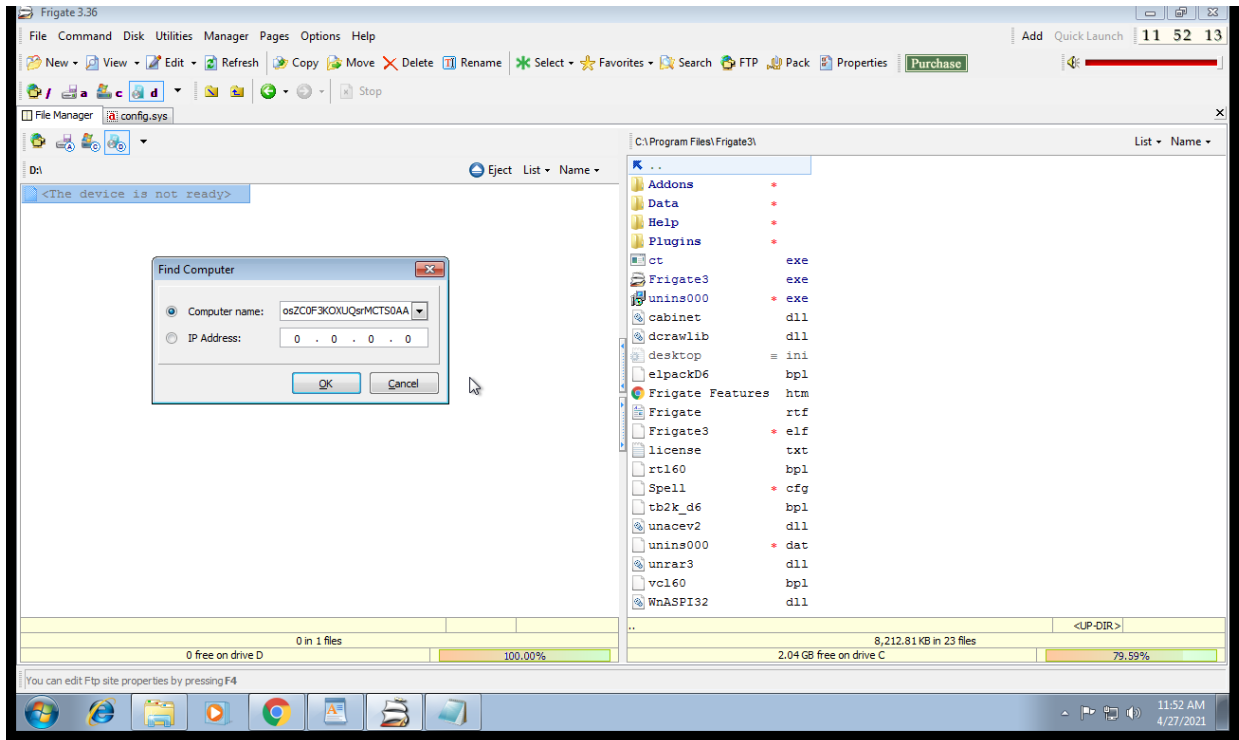 Frigate 3.36
File Command Disk Utilities Manager Pages Options Help
Add Quick Launch 11 52 13
New View Edit Refresh Copy Move Delete Rename Select Favorites Search FTP Pack Properties Purchase
/ a c d Stop
File Manager a config.sys
C:\Program Files\Frigate3\ List Name
D:\ Eject List Name
<The device is not ready>
..
Addons *
Data *
Help *
Plugins *
ct exe
Frigate3 exe
unins000 * exe
cabinet dll
dcrawlib dll
desktop ≡ ini
elpackD6 bpl
Frigate Features htm
Frigate rtf
Frigate3 * elf
license txt
rtl60 bpl
Spell * cfg
tb2k_d6 bpl
unacev2 dll
unins000 * dat
unrar3 dll
vcl60 bpl
WnASPI32 dll
Find Computer
Computer name: osZC0F3KOXUQsrMCTS0AA
IP Address: 0 . 0 . 0 . 0
OK Cancel
.. <UP-DIR>
0 in 1 files
8,212.81 KB in 23 files
0 free on drive D 100.00%
2.04 GB free on drive C 79.59%
You can edit Ftp site properties by pressing F4
11:52 AM
4/27/2021